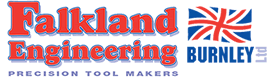 Falkland
Engineering
PRECISION TOOL MAKERS
BURNLEY Ltd